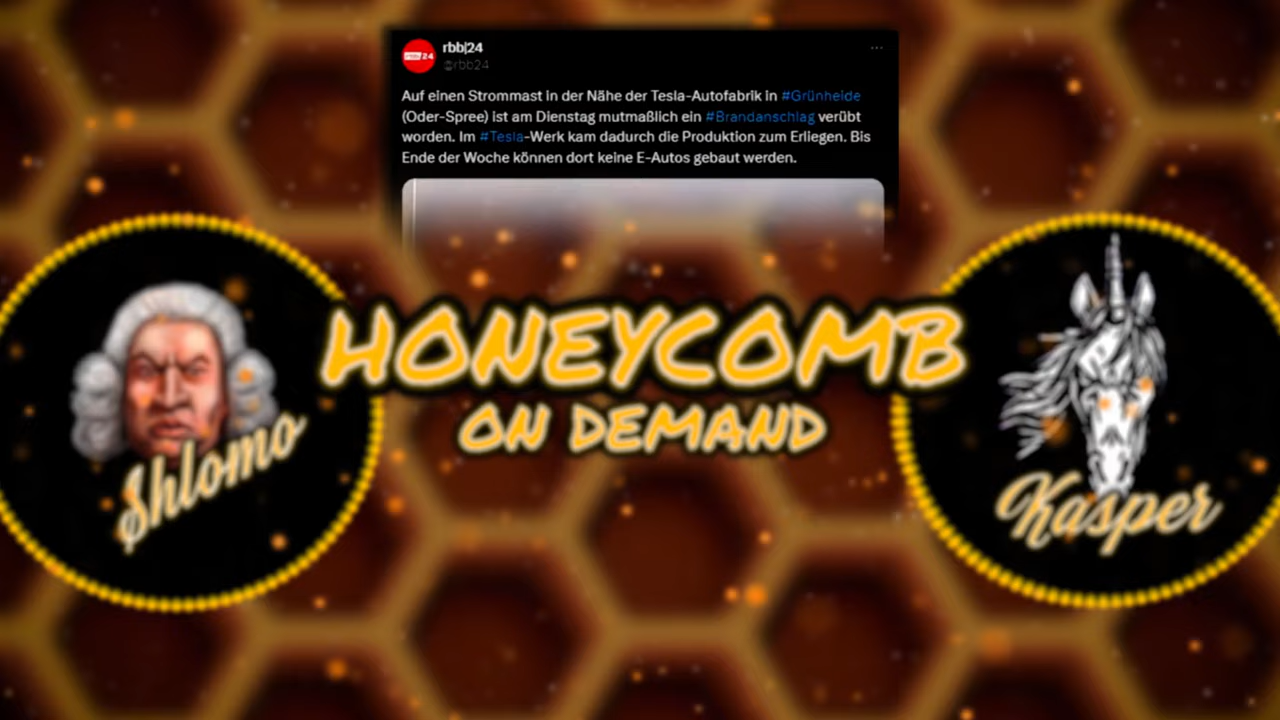 rbb|24
@rbb24
Auf einen Strommast in der Nähe der Tesla-Autofabrik in #Grünheide
(Oder-Spree) ist am Dienstag mutmaßlich ein #Brandanschlag verübt
worden. Im #Tesla-Werk kam dadurch die Produktion zum Erliegen. Bis
Ende der Woche können dort keine E-Autos gebaut werden.
HONEYCOMB
ON DEMAND
$hlomo
Kasper